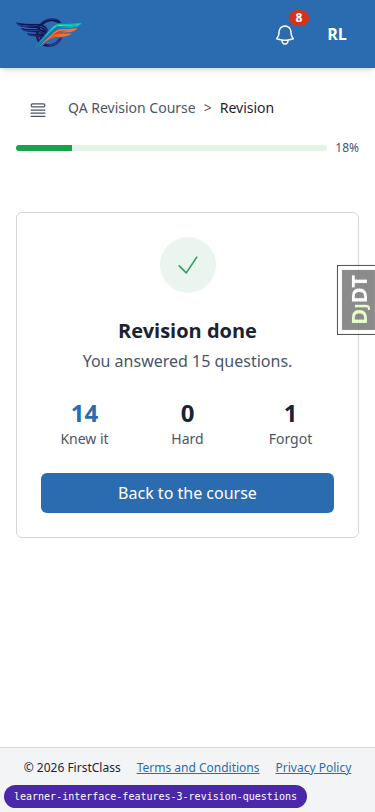 8
RL
QA Revision Course > Revision
18%
DJDT
Revision done
You answered 15 questions.
14 0 1
Knew it Hard Forgot
Back to the course
© 2026 FirstClass Terms and Conditions Privacy Policy
learner-interface-features-3-revision-questions